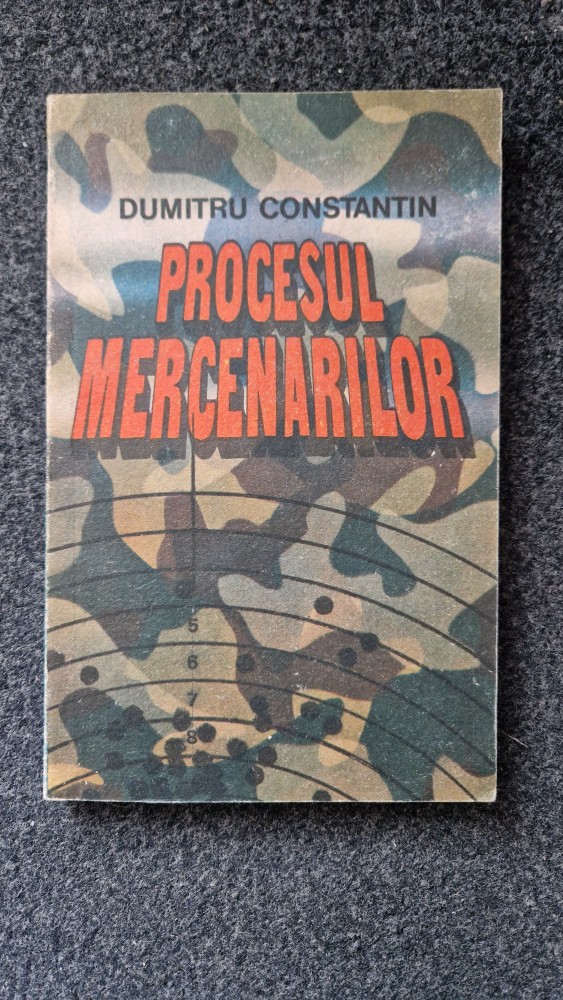 DUMITRU CONSTANTIN
PROCESUL
MERCENARILOR
5
6
7
8